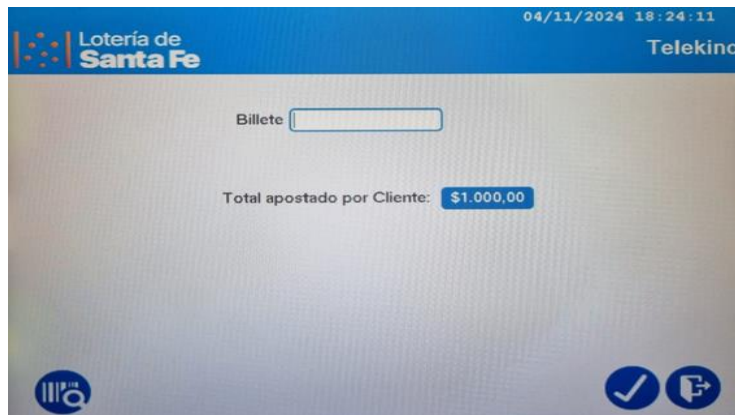 04/11/2024 18:24:11
Lotería de
Santa Fe
Telekino
Billete
Total apostado por Cliente: $1.000,00